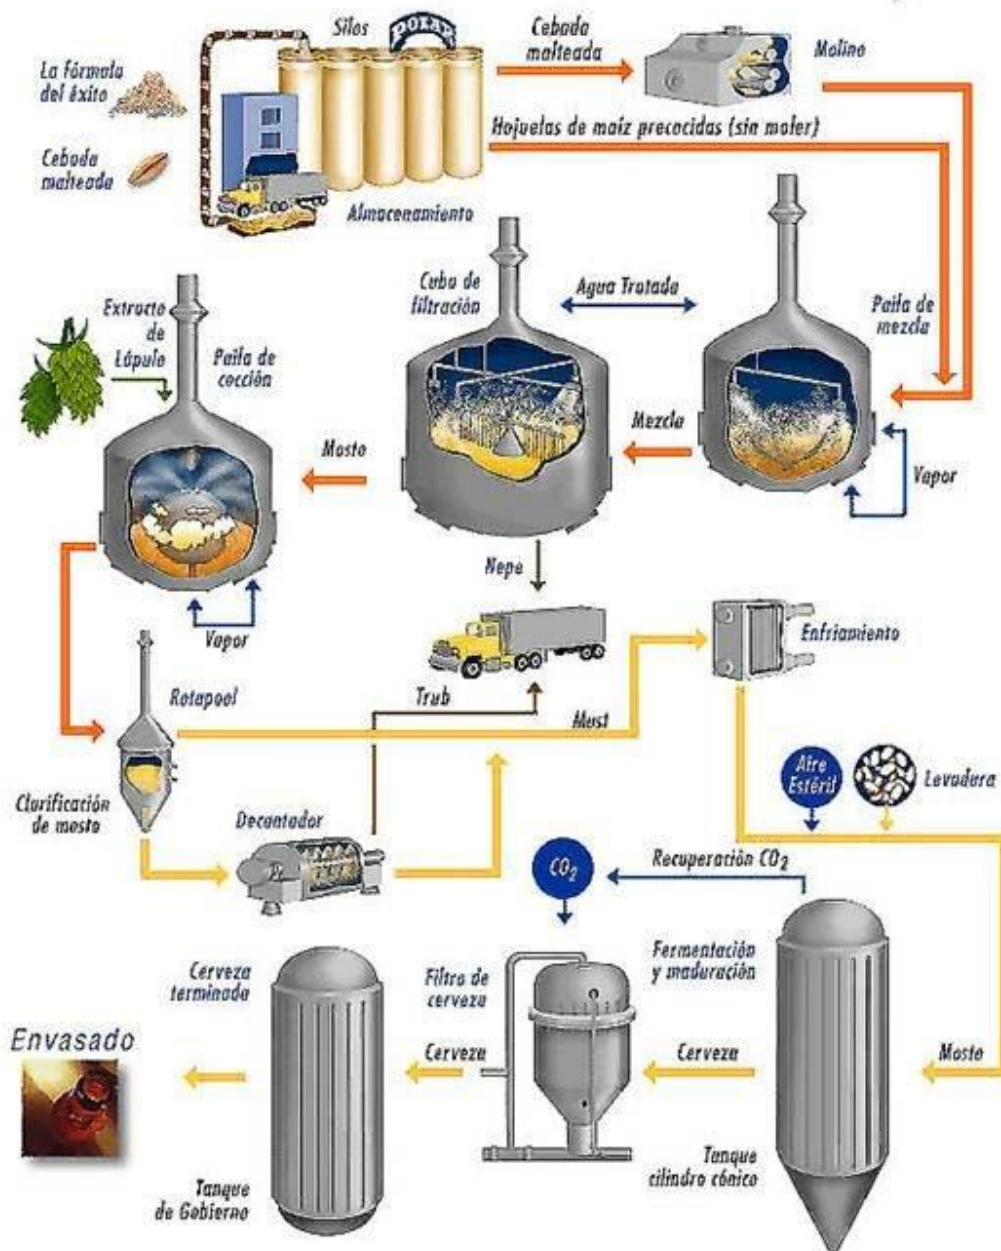 Silos
POLAR
Cebada
malteada
Molino
La fórmula
del éxito
Hojuelas de maíz precocidas (sin moler)
Cebada
malteada
Almacenamiento
Cuba de
filtración
Agua Tratada
Paila de
mezcla
Extracto
de
Lúpulo
Paila de
cocción
Mezcla
Mosto
Vapor
Nepe
Vapor
Enfriamiento
Rotapool
Trub
Most
Aire
Estéril
Levadura
Clarificación
de mosto
Decantador
CO2
Recuperación CO2
Fermentación
y maduración
Cerveza
terminada
Filtro de
cerveza
Envasado
Cerveza
Cerveza
Mosto
Tanque
cilindro cónico
Tanque
de Gobierno